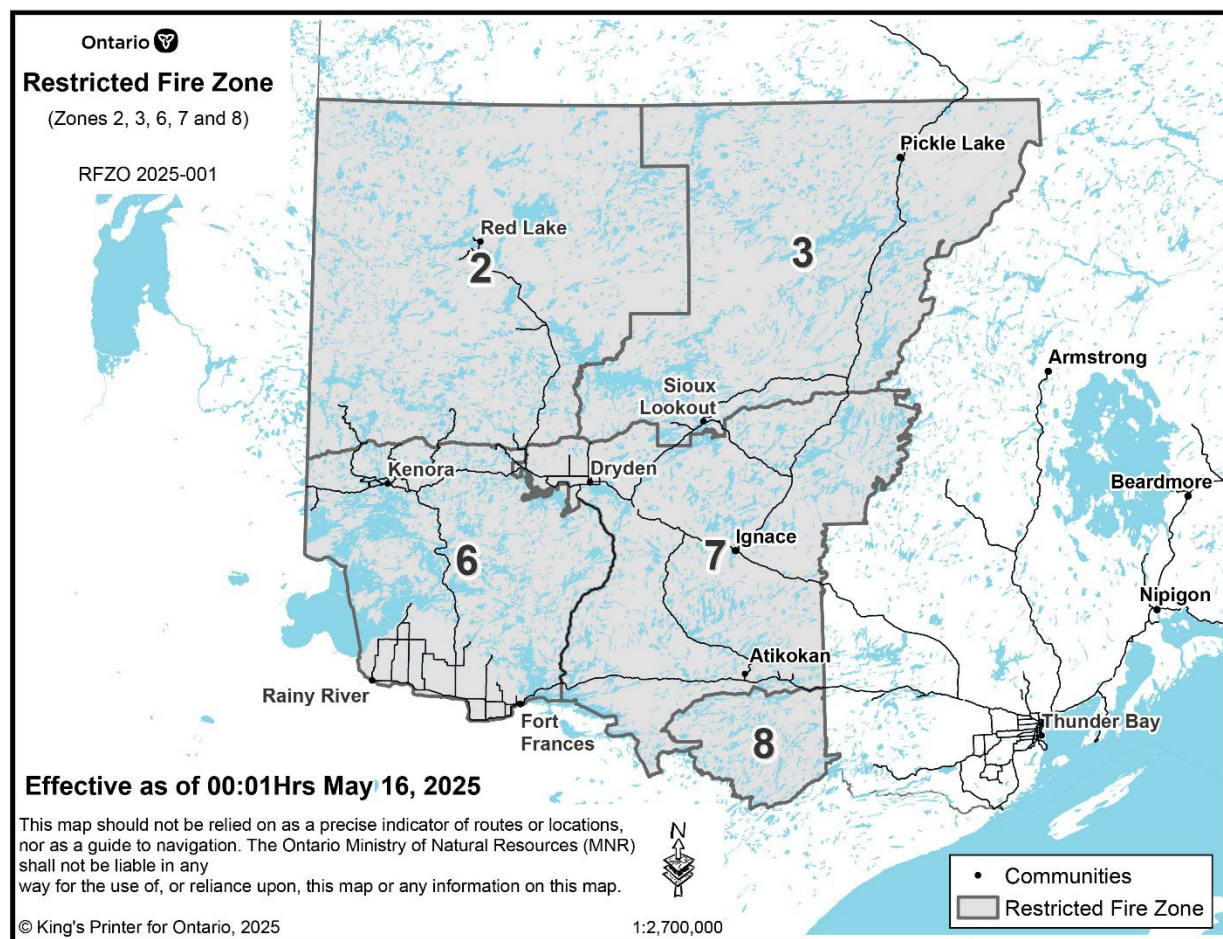 Ontario
Restricted Fire Zone
(Zones 2, 3, 6, 7 and 8)
RFZO 2025-001
Pickle Lake
Red Lake
2
3
Armstrong
Sioux
Lookout
Kenora
Dryden
Beardmore
6
7
Ignace
Nipigon
Atikokan
Rainy River
Fort
Frances
8
Thunder Bay
Effective as of 00:01Hrs May 16, 2025
This map should not be relied on as a precise indicator of routes or locations,
nor as a guide to navigation. The Ontario Ministry of Natural Resources (MNR)
shall not be liable in any
way for the use of, or reliance upon, this map or any information on this map.
© King's Printer for Ontario, 2025
N
1:2,700,000
Communities
Restricted Fire Zone